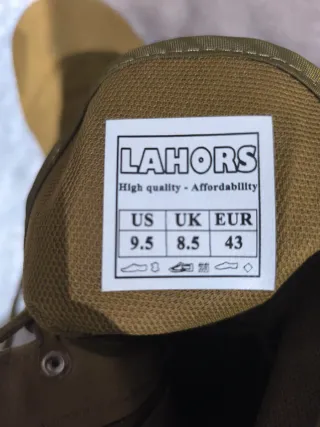 LAHORS
High quality - Affordability
US UK EUR
9.5 8.5 43